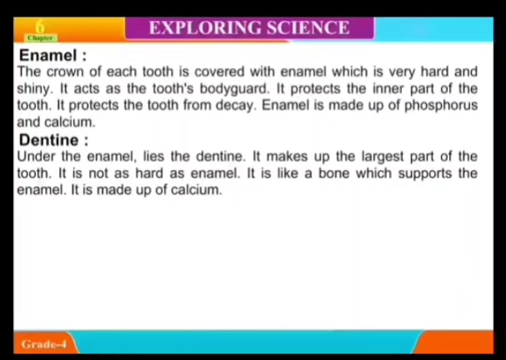 6
Chapter
EXPLORING SCIENCE
Enamel :
The crown of each tooth is covered with enamel which is very hard and
shiny. It acts as the tooth's bodyguard. It protects the inner part of the
tooth. It protects the tooth from decay. Enamel is made up of phosphorus
and calcium.
Dentine :
Under the enamel, lies the dentine. It makes up the largest part of the
tooth. It is not as hard as enamel. It is like a bone which supports the
enamel. It is made up of calcium.
Grade-4